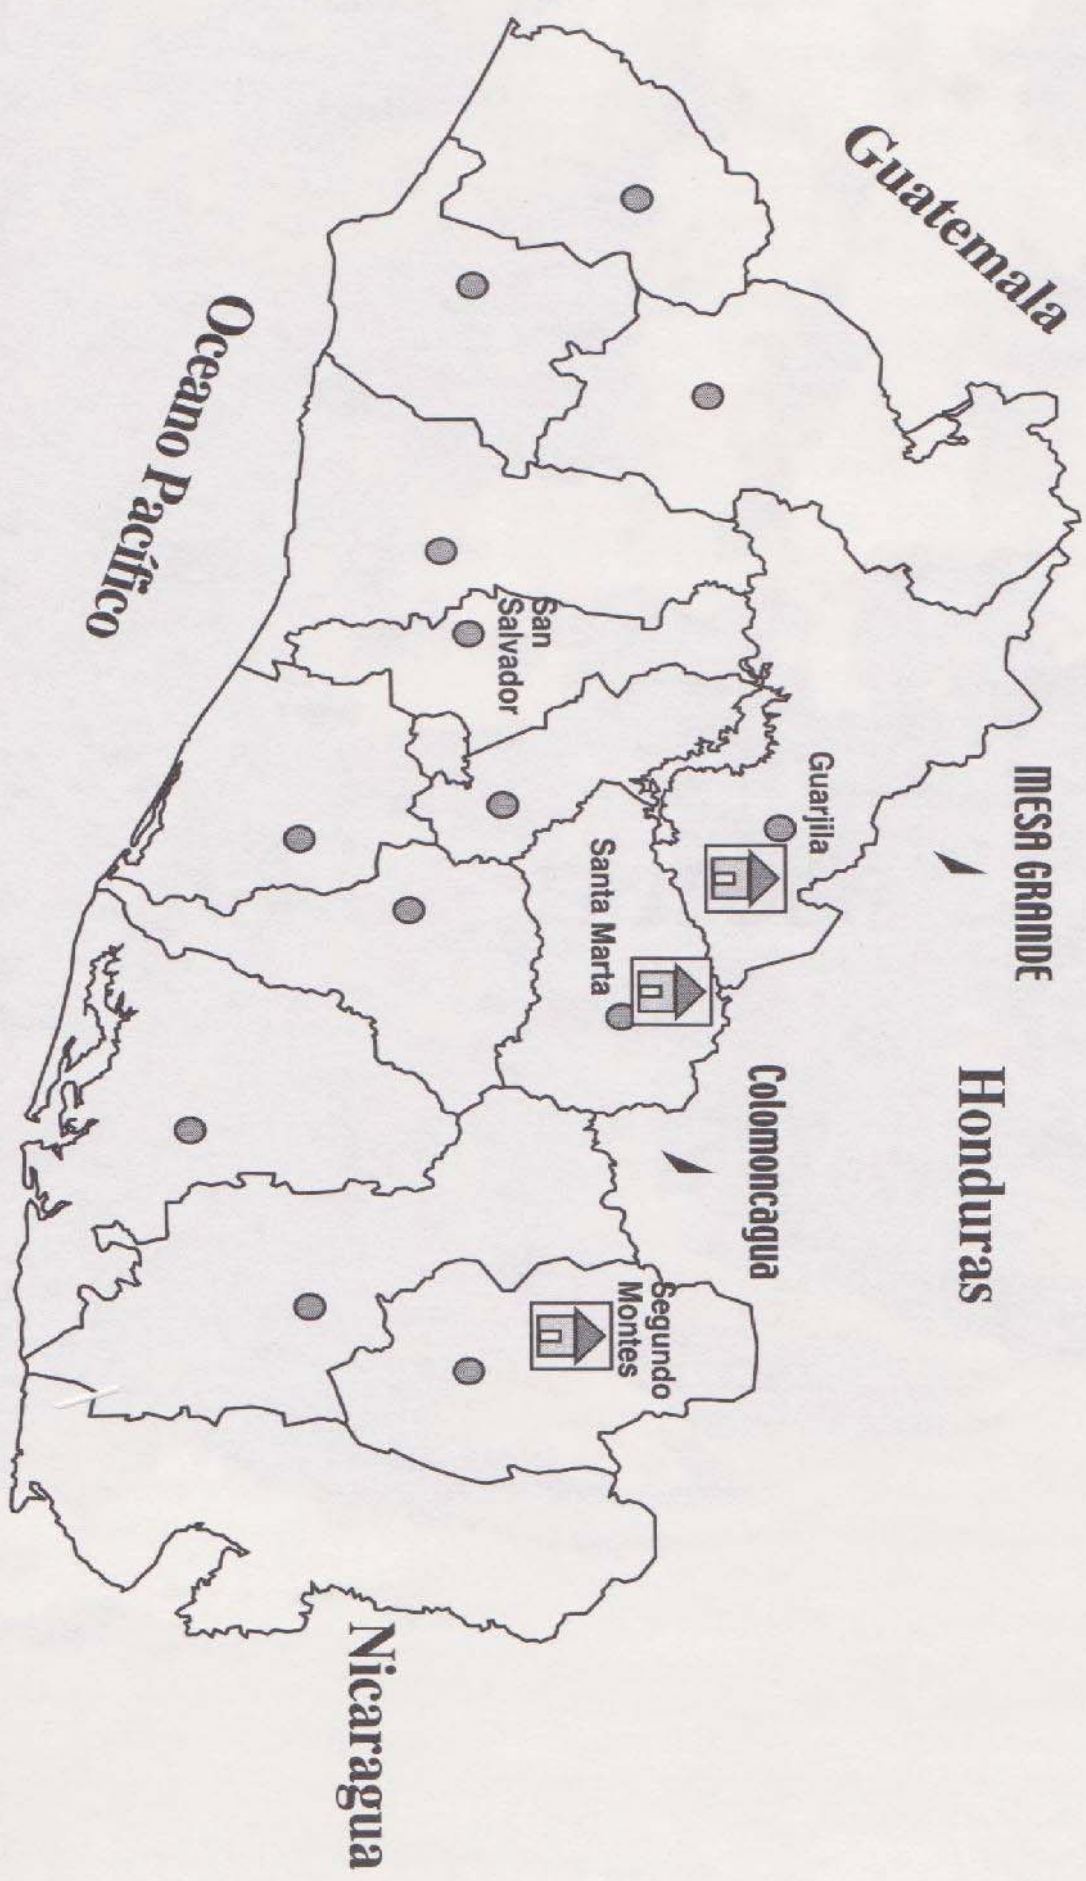 Guatemala
MESA GRANDE
Honduras
Guarjila
Colomoncagua
Santa Marta
San
Salvador
Segundo
Montes
Oceano Pacífico
Nicaragua